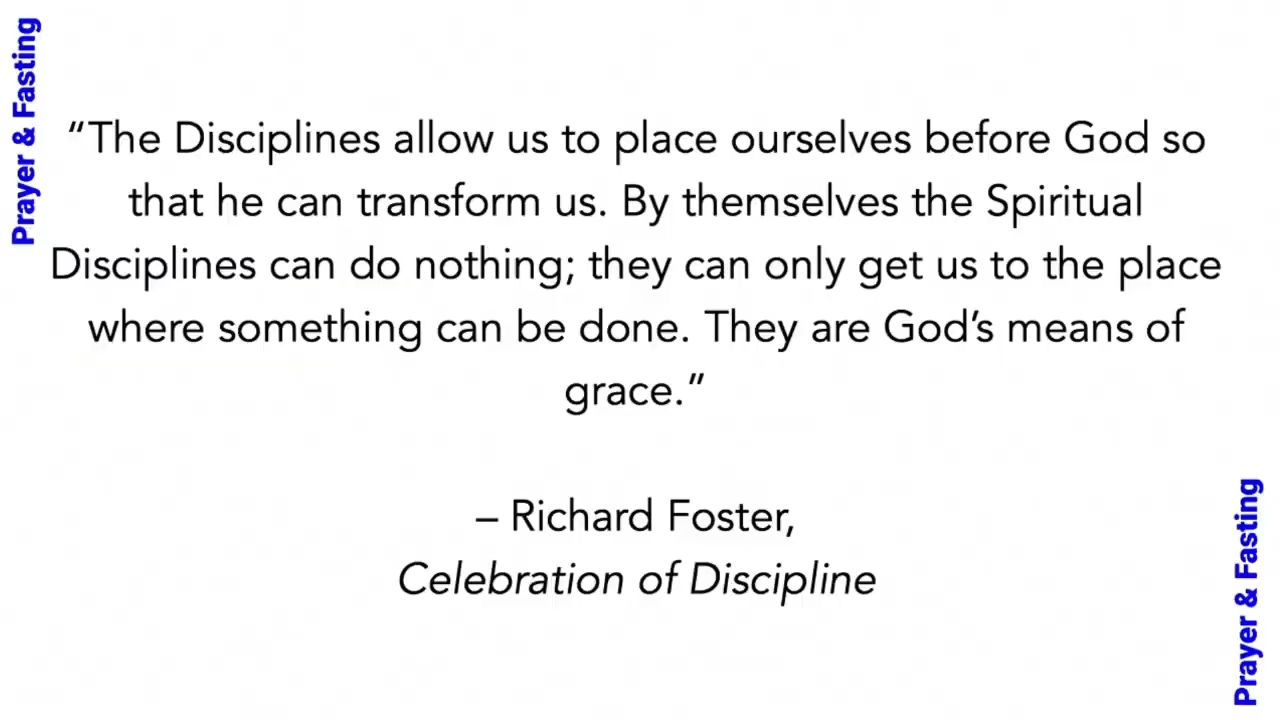 Prayer & Fasting
“The Disciplines allow us to place ourselves before God so
that he can transform us. By themselves the Spiritual
Disciplines can do nothing; they can only get us to the place
where something can be done. They are God’s means of
grace.”
– Richard Foster,
Celebration of Discipline
Prayer & Fasting